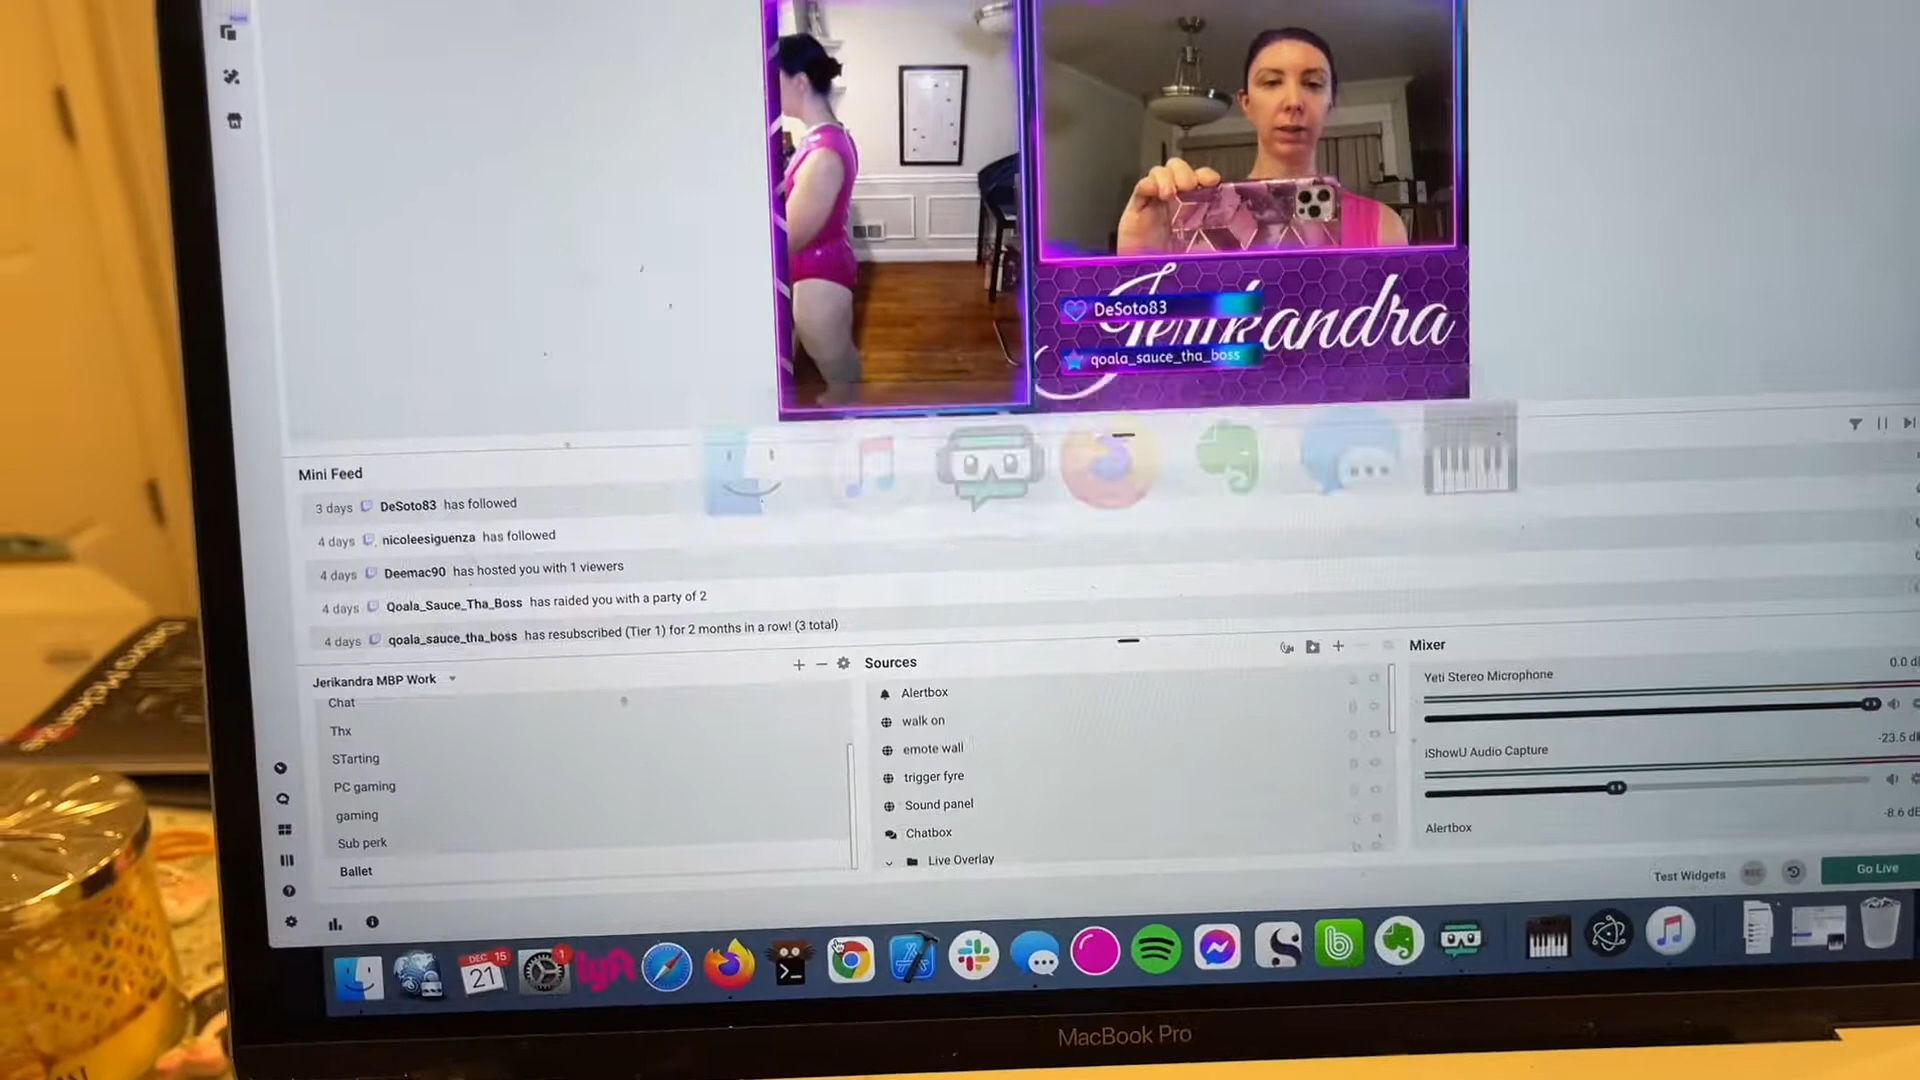 Jerikandra
DeSoto83
qoala_sauce_tha_boss
Mini Feed
3 days DeSoto83 has followed
4 days nicoleesiguenza has followed
4 days Deemac90 has hosted you with 1 viewers
4 days Qoala_Sauce_Tha_Boss has raided you with a party of 2
4 days qoala_sauce_tha_boss has resubscribed (Tier 1) for 2 months in a row! (3 total)
Jerikandra MBP Work
Chat
Thx
STarting
PC gaming
gaming
Sub perk
Ballet
Sources
Alertbox
walk on
emote wall
trigger fyre
Sound panel
Chatbox
Live Overlay
Mixer
Yeti Stereo Microphone
0.0 d
iShowU Audio Capture
-23.5 d
Alertbox
-8.6 d
Test Widgets
REC
Go Live
DEC 15
21
1
lyft
MacBook Pro